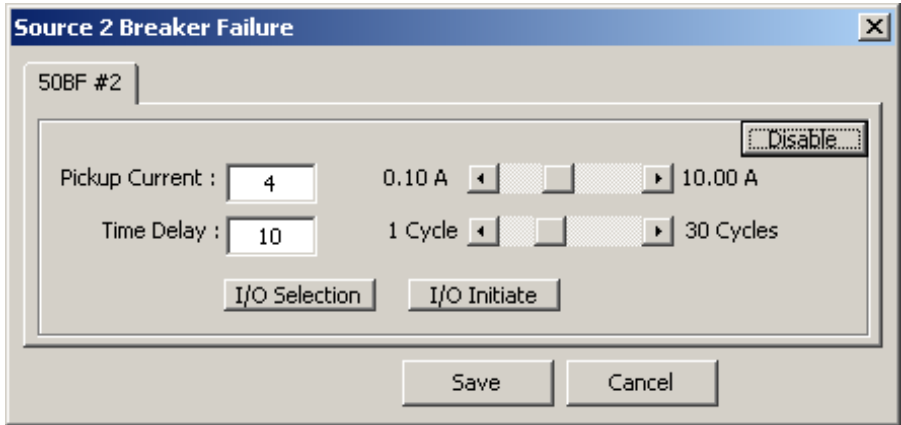 Source 2 Breaker Failure
50BF #2
Disable
Pickup Current : 4 0.10 A 10.00 A
Time Delay : 10 1 Cycle 30 Cycles
I/O Selection I/O Initiate
Save Cancel